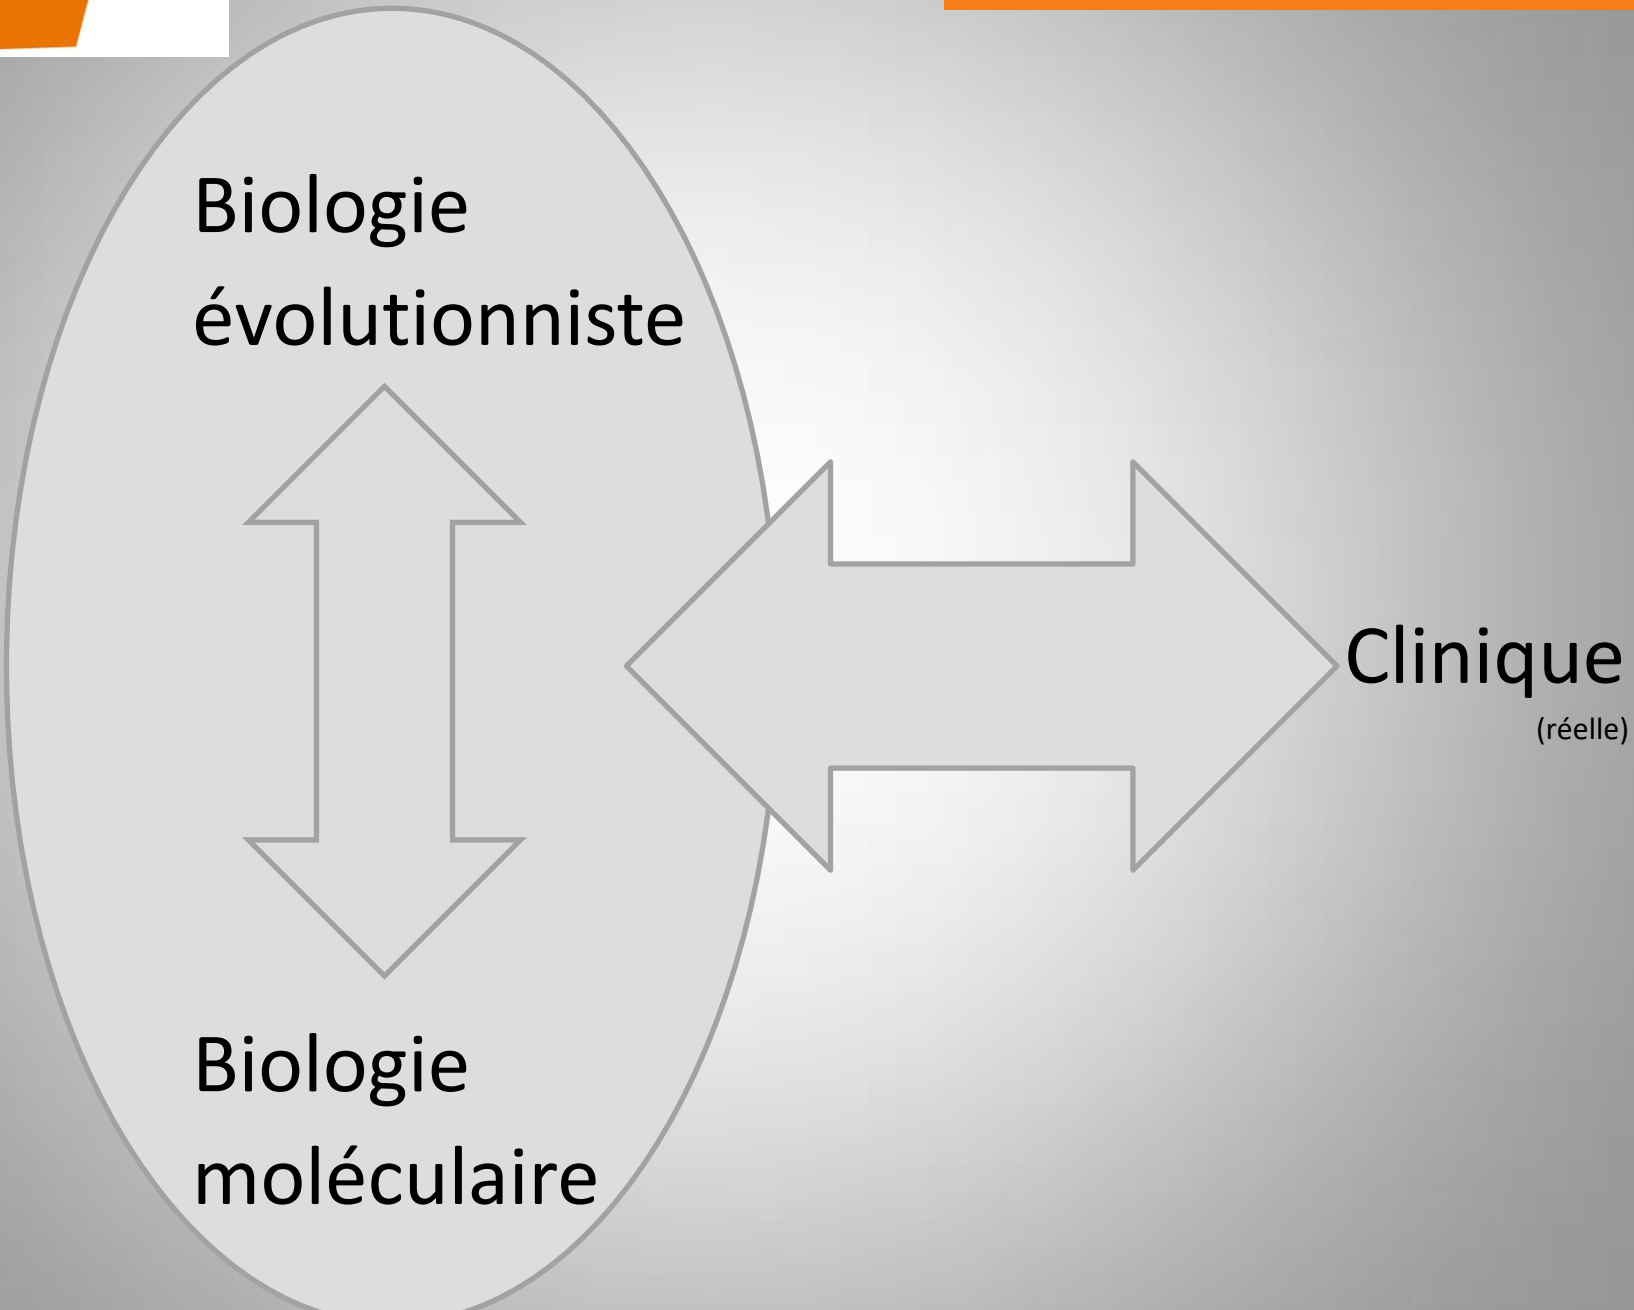 Biologie
évolutionniste
Clinique
(réelle)
Biologie
moléculaire